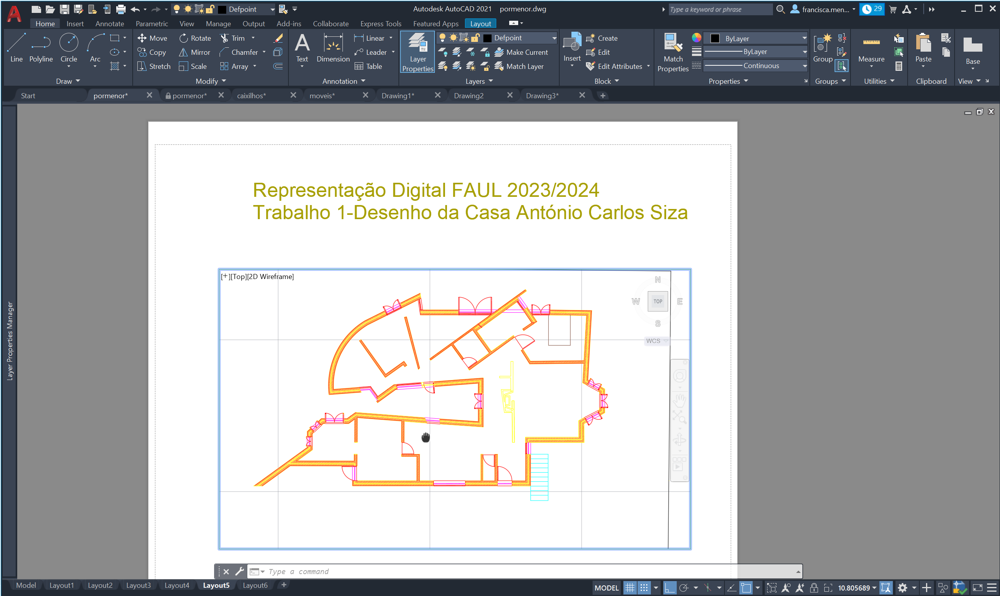 Defpoint
Autodesk AutoCAD 2021 pormenor.dwg
Type a keyword or phrase
francisca.men...
29
Home Insert Annotate Parametric View Manage Output Add-ins Collaborate Express Tools Featured Apps Layout
Line Polyline Circle Arc
Draw
Move Rotate Trim
Copy Mirror Chamfer
Stretch Scale Array
Modify
Text Dimension
Linear
Leader
Table
Annotation
Layer Properties
Defpoint
Make Current
Match Layer
Layers
Insert
Create
Edit
Edit Attributes
Block
Match Properties
ByLayer
ByLayer
Continuous
Properties
Group
Groups
Measure
Utilities
Paste
Clipboard
Base
View
Start pormenor* pormenor* caixilhos* moveis* Drawing1* Drawing2 Drawing3*
Layer Properties Manager
Representação Digital FAUL 2023/2024
Trabalho 1-Desenho da Casa António Carlos Siza
[+][Top][2D Wireframe]
N
W TOP E
S
WCS
Type a command
Model Layout1 Layout2 Layout3 Layout4 Layout5 Layout6
MODEL
10.805689